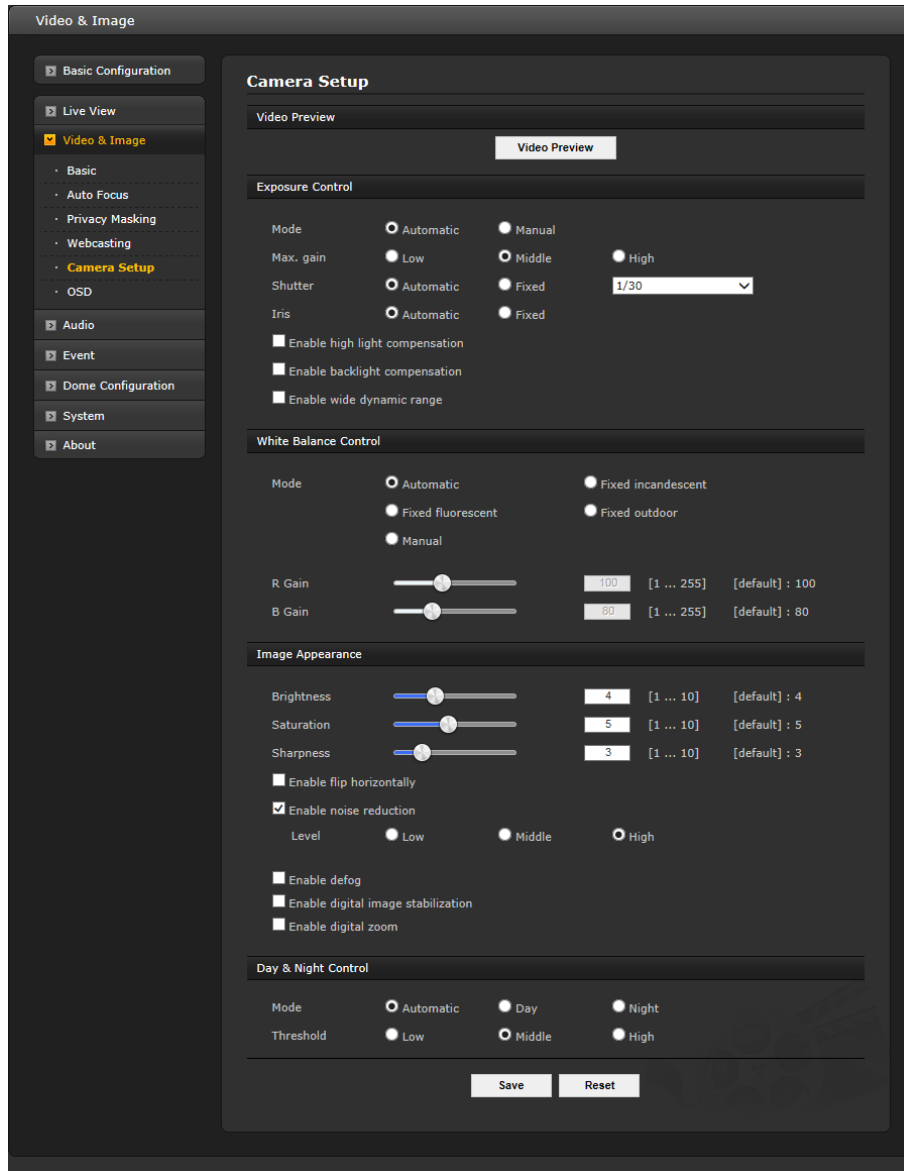 Video & Image
Basic Configuration
Live View
Video & Image
· Basic
· Auto Focus
· Privacy Masking
· Webcasting
· Camera Setup
· OSD
Audio
Event
Dome Configuration
System
About
Camera Setup
Video Preview
Video Preview
Exposure Control
Mode Automatic Manual
Max. gain Low Middle High
Shutter Automatic Fixed 1/30
Iris Automatic Fixed
Enable high light compensation
Enable backlight compensation
Enable wide dynamic range
White Balance Control
Mode Automatic Fixed incandescent
Fixed fluorescent Fixed outdoor
Manual
R Gain 100 [1 ... 255] [default] : 100
B Gain 80 [1 ... 255] [default] : 80
Image Appearance
Brightness 4 [1 ... 10] [default] : 4
Saturation 5 [1 ... 10] [default] : 5
Sharpness 3 [1 ... 10] [default] : 3
Enable flip horizontally
Enable noise reduction
Level Low Middle High
Enable defog
Enable digital image stabilization
Enable digital zoom
Day & Night Control
Mode Automatic Day Night
Threshold Low Middle High
Save Reset